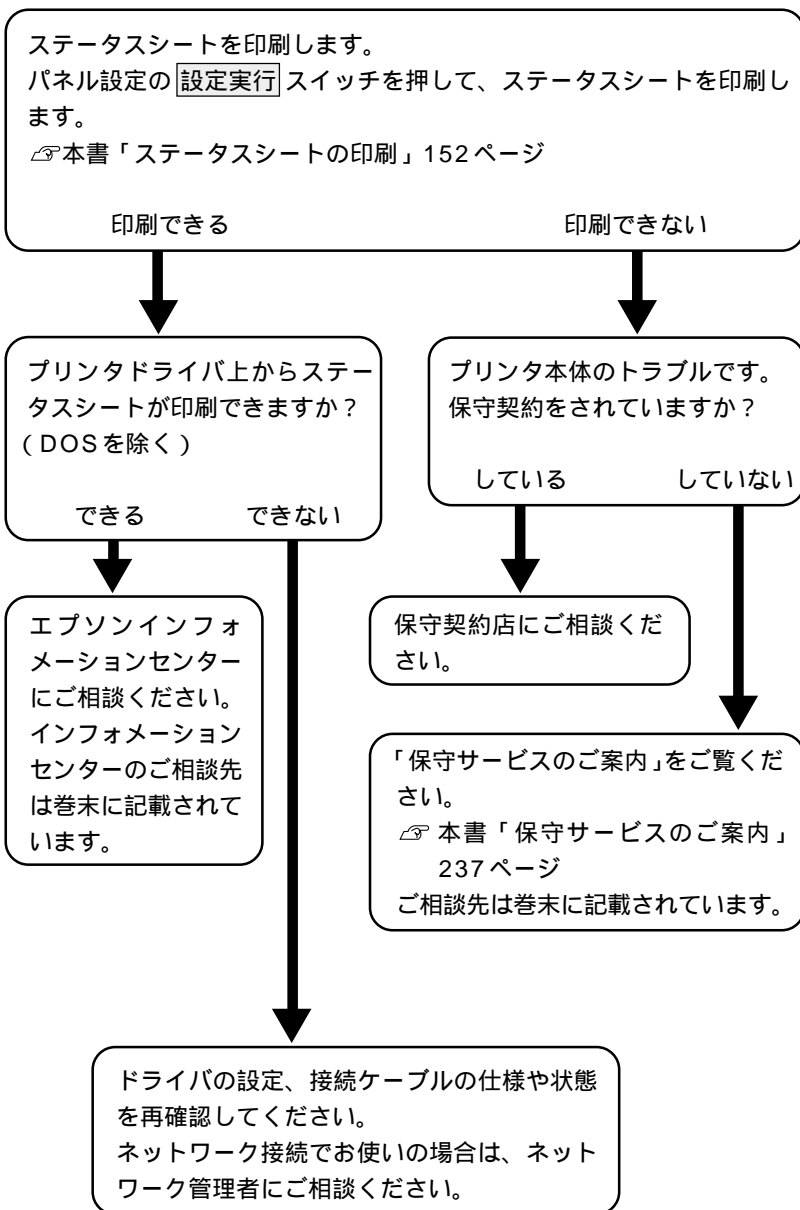 ステータスシートを印刷します。
パネル設定の 設定実行 スイッチを押して、ステータスシートを印刷し
ます。
☞本書「ステータスシートの印刷」152ページ
印刷できる 印刷できない
プリンタドライバ上からステー
タスシートが印刷できますか?
(DOSを除く)
できる できない
プリンタ本体のトラブルです。
保守契約をされていますか?
している していない
エプソンインフォ
メーションセンター
にご相談ください。
インフォメーション
センターのご相談先
は巻末に記載されて
います。
保守契約店にご相談くだ
さい。
「保守サービスのご案内」をご覧くだ
さい。
☞ 本書「保守サービスのご案内」
237ページ
ご相談先は巻末に記載されています。
ドライバの設定、接続ケーブルの仕様や状態
を再確認してください。
ネットワーク接続でお使いの場合は、ネット
ワーク管理者にご相談ください。